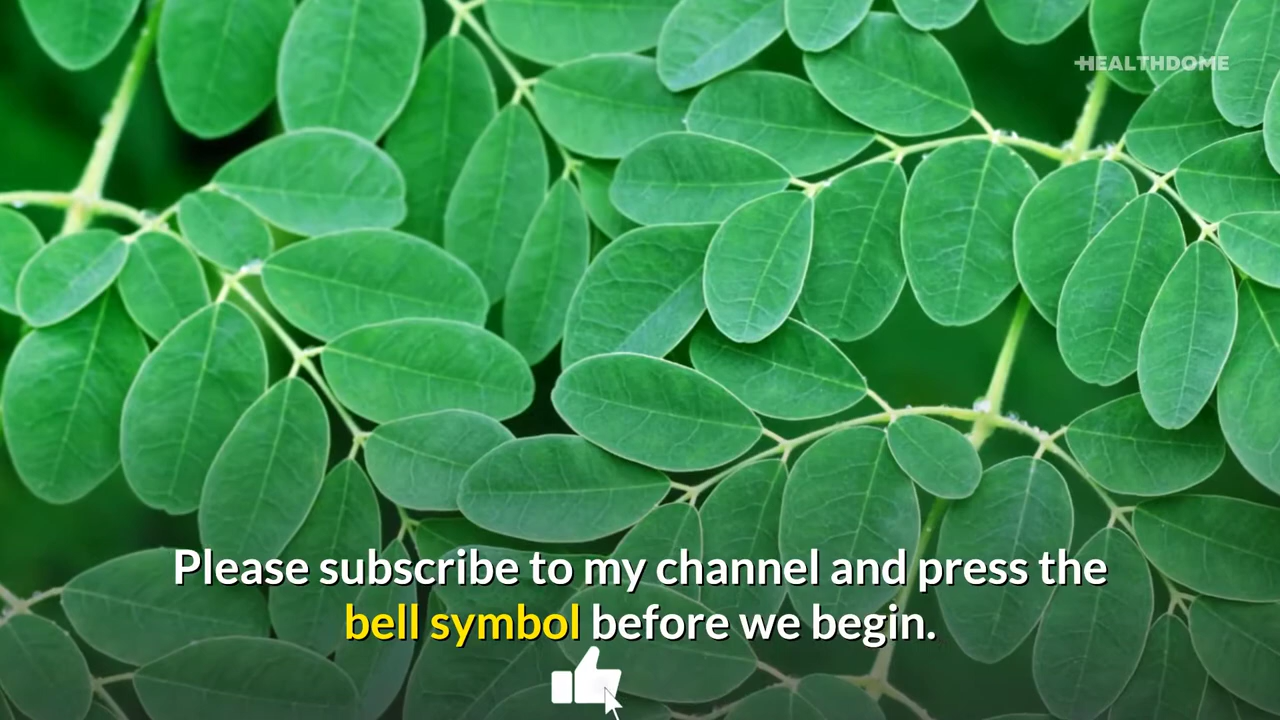 HEALTHDOME
Please subscribe to my channel and press the
bell symbol before we begin.